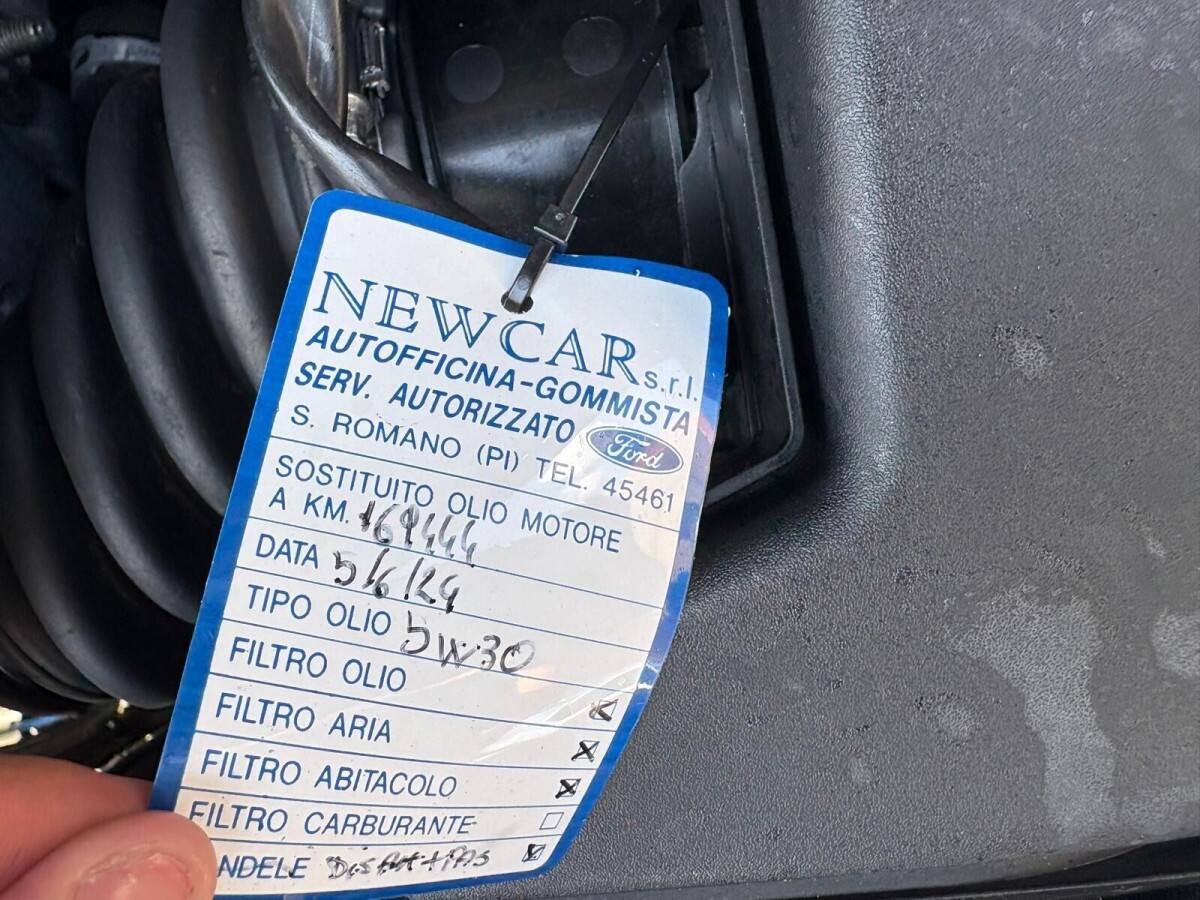 NEWCAR s.r.l.
AUTOFFICINA-GOMMISTA
SERV. AUTORIZZATO Ford
S. ROMANO (PI) TEL. 45461
SOSTITUITO OLIO MOTORE
A KM. 169444
DATA 5/6/24
TIPO OLIO 5W30
FILTRO OLIO
FILTRO ARIA
FILTRO ABITACOLO
FILTRO CARBURANTE
NDELE